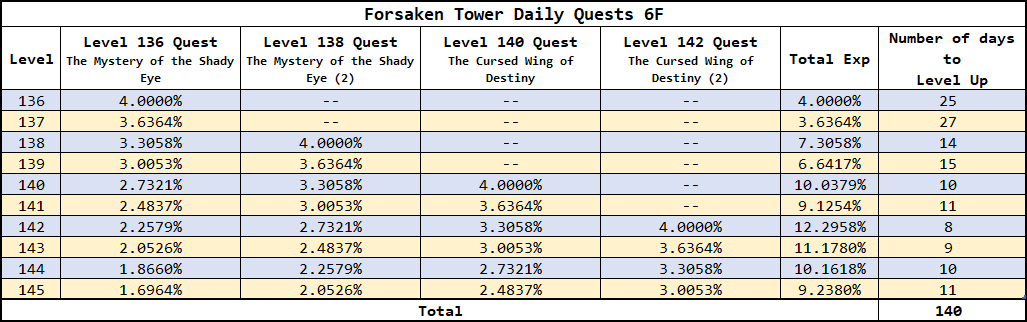 Forsaken Tower Daily Quests 6F
Level | Level 136 Quest The Mystery of the Shady Eye | Level 138 Quest The Mystery of the Shady Eye (2) | Level 140 Quest The Cursed Wing of Destiny | Level 142 Quest The Cursed Wing of Destiny (2) | Total Exp | Number of days to Level Up
136 | 4.0000% | -- | -- | -- | 4.0000% | 25
137 | 3.6364% | -- | -- | -- | 3.6364% | 27
138 | 3.3058% | 4.0000% | -- | -- | 7.3058% | 14
139 | 3.0053% | 3.6364% | -- | -- | 6.6417% | 15
140 | 2.7321% | 3.3058% | 4.0000% | -- | 10.0379% | 10
141 | 2.4837% | 3.0053% | 3.6364% | -- | 9.1254% | 11
142 | 2.2579% | 2.7321% | 3.3058% | 4.0000% | 12.2958% | 8
143 | 2.0526% | 2.4837% | 3.0053% | 3.6364% | 11.1780% | 9
144 | 1.8660% | 2.2579% | 2.7321% | 3.3058% | 10.1618% | 10
145 | 1.6964% | 2.0526% | 2.4837% | 3.0053% | 9.2380% | 11
Total | 140